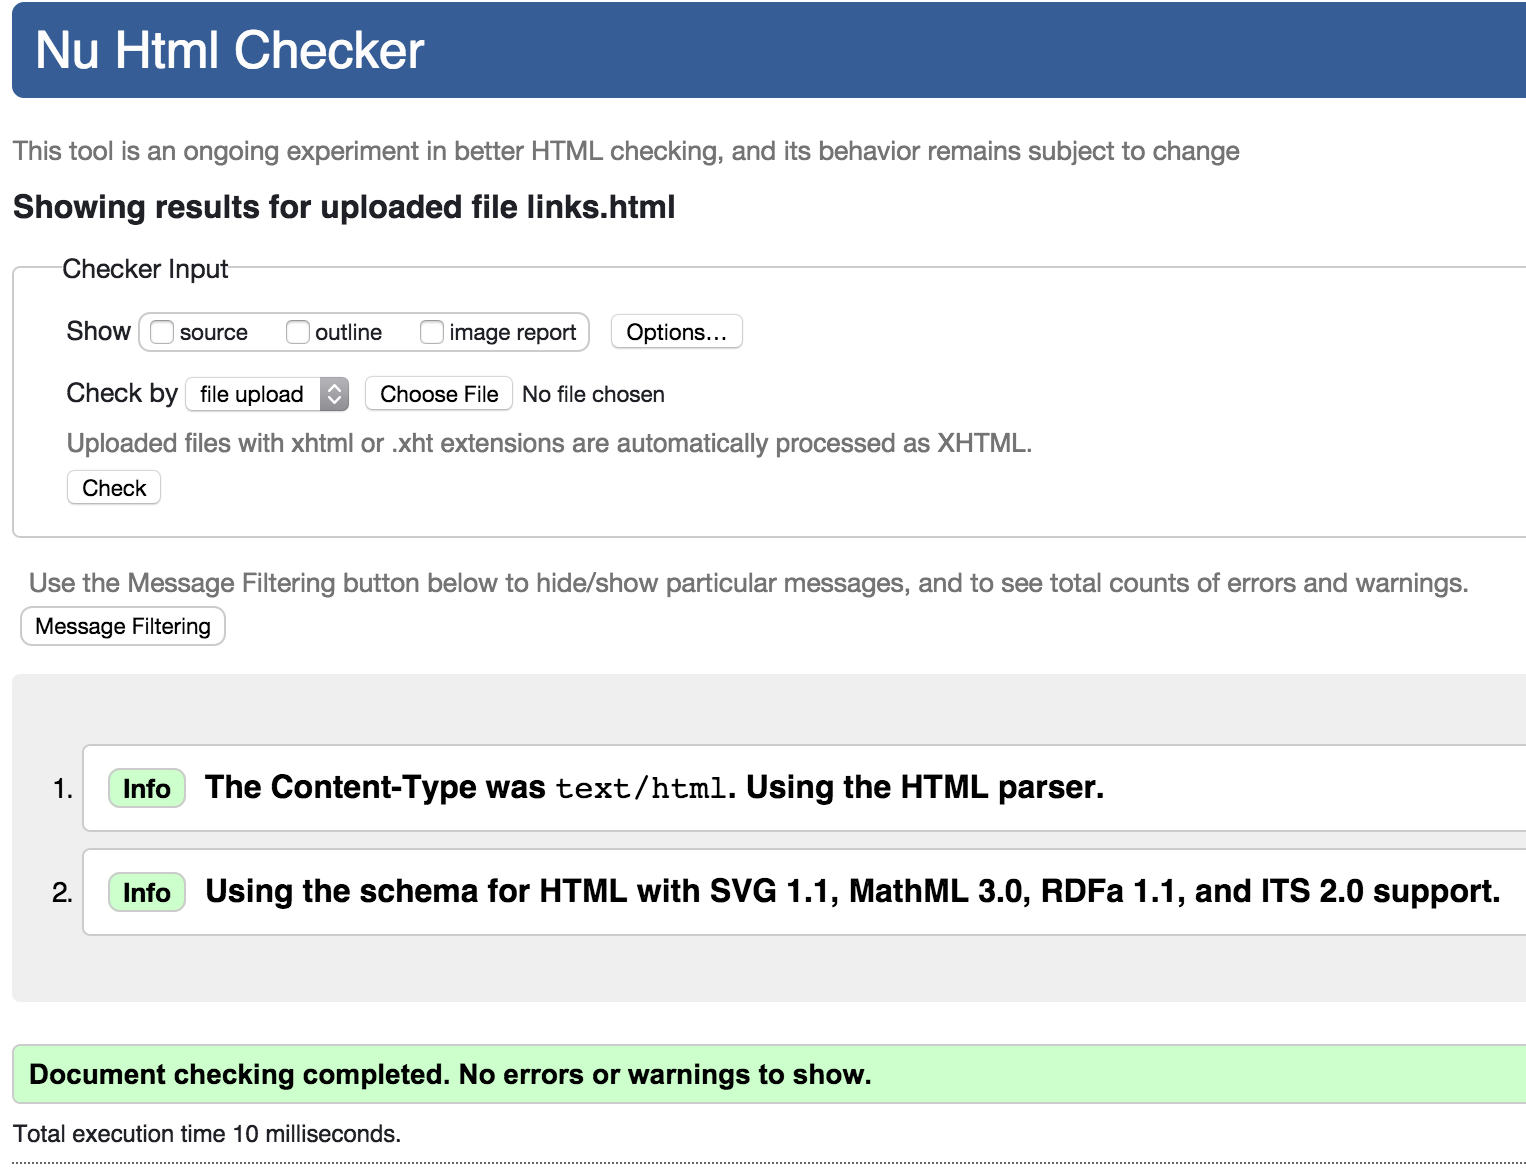 Nu Html Checker
This tool is an ongoing experiment in better HTML checking, and its behavior remains subject to change
Showing results for uploaded file links.html
Checker Input
Show source outline image report Options...
Check by file upload Choose File No file chosen
Uploaded files with xhtml or .xht extensions are automatically processed as XHTML.
Check
Use the Message Filtering button below to hide/show particular messages, and to see total counts of errors and warnings.
Message Filtering
1. Info The Content-Type was text/html. Using the HTML parser.
2. Info Using the schema for HTML with SVG 1.1, MathML 3.0, RDFa 1.1, and ITS 2.0 support.
Document checking completed. No errors or warnings to show.
Total execution time 10 milliseconds.